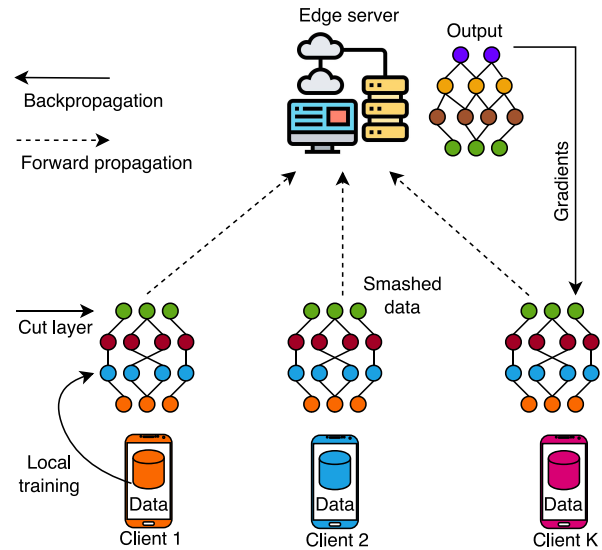 Edge server
Output
Backpropagation
Forward propagation
Gradients
Smashed
data
Cut layer
Local
training
Data
Data
Data
Client 1
Client 2
Client K